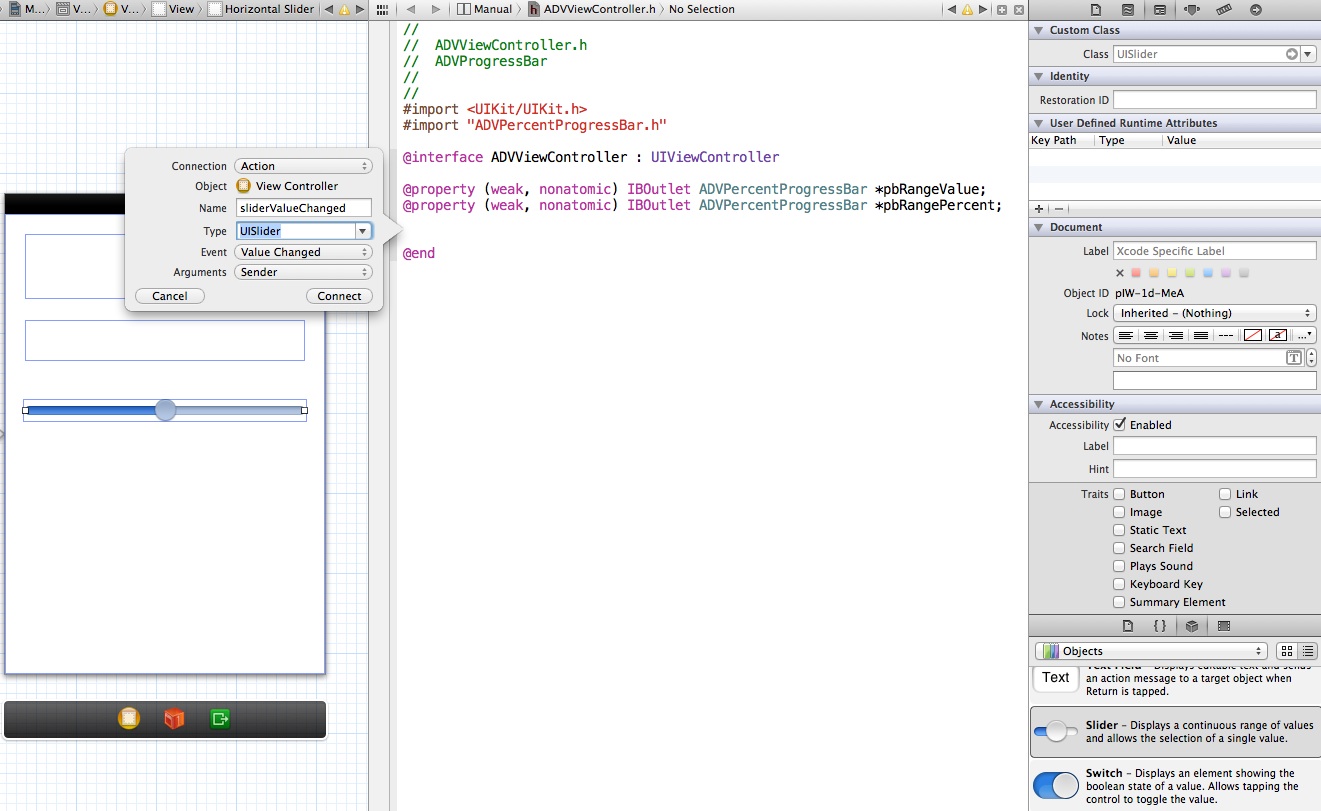 M... V... V... View Horizontal Slider
Manual ADVViewController.h No Selection
//
// ADVViewController.h
// ADVProgressBar
//
//
#import <UIKit/UIKit.h>
#import "ADVPercentProgressBar.h"
@interface ADVViewController : UIViewController
@property (weak, nonatomic) IBOutlet ADVPercentProgressBar *pbRangeValue;
@property (weak, nonatomic) IBOutlet ADVPercentProgressBar *pbRangePercent;
@end
Connection Action
Object View Controller
Name sliderValueChanged
Type UISlider
Event Value Changed
Arguments Sender
Cancel Connect
Custom Class
Class UISlider
Identity
Restoration ID
User Defined Runtime Attributes
Key Path Type Value
Document
Label Xcode Specific Label
Object ID pIW-1d-MeA
Lock Inherited - (Nothing)
Notes
No Font
Accessibility
Accessibility Enabled
Label
Hint
Traits Button Link
Image Selected
Static Text
Search Field
Plays Sound
Keyboard Key
Summary Element
{ }
Objects
Text
Text Field - Displays editable text and sends
an action message to a target object when
Return is tapped.
Slider - Displays a continuous range of values
and allows the selection of a single value.
Switch - Displays an element showing the
boolean state of a value. Allows tapping the
control to toggle the value.